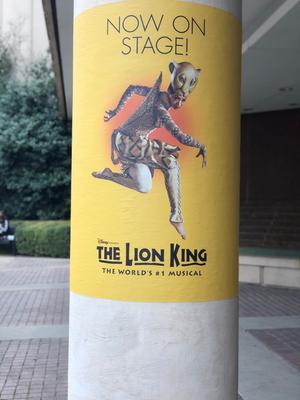 NOW ON
STAGE!
Disney
THE LION KING
THE WORLD'S #1 MUSICAL